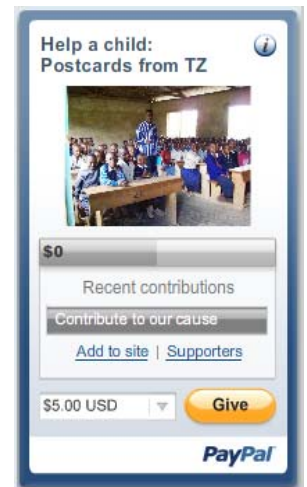 Help a child:
Postcards from TZ
$0
Recent contributions
Contribute to our cause
Add to site | Supporters
$5.00 USD
Give
PayPal